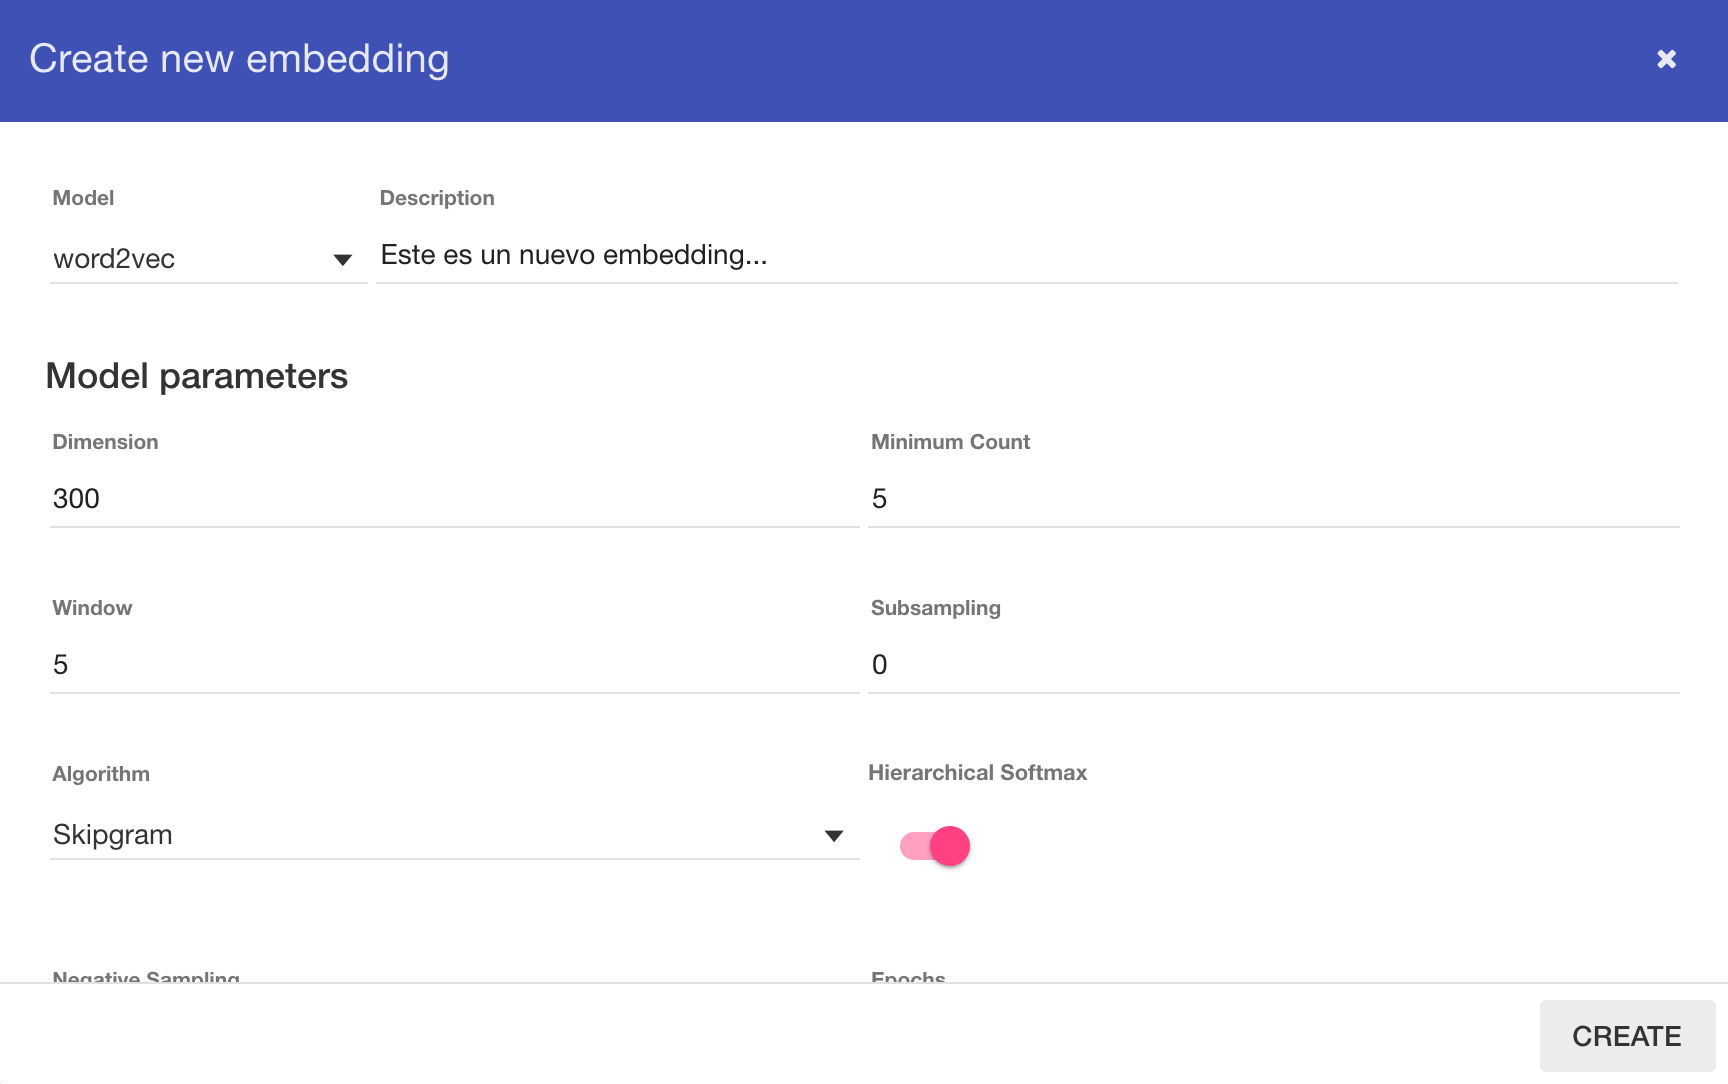 Create new embedding
Model
Description
word2vec
Este es un nuevo embedding...
Model parameters
Dimension
Minimum Count
300
5
Window
Subsampling
5
0
Algorithm
Hierarchical Softmax
Skipgram
Negative Sampling
Epochs
CREATE